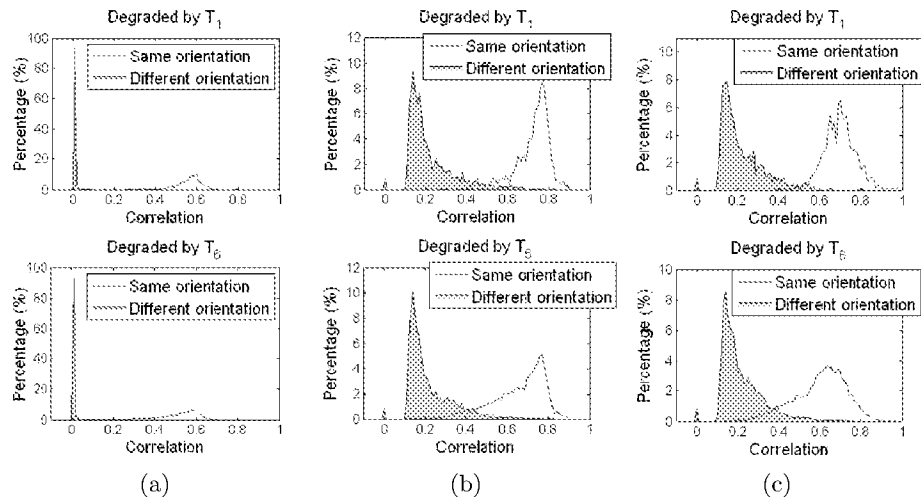 Degraded by T1
Degraded by T1
Degraded by T1
Percentage (%)
100
80
60
40
20
0
Same orientation
Different orientation
0 0.2 0.4 0.6 0.8 1
Correlation
Percentage (%)
12
10
8
6
4
2
0
Same orientation
Different orientation
0 0.2 0.4 0.6 0.8 1
Correlation
Percentage (%)
10
8
6
4
2
0
Same orientation
Different orientation
0 0.2 0.4 0.6 0.8 1
Correlation
Degraded by T6
Degraded by T6
Degraded by T6
Percentage (%)
100
80
60
40
20
0
Same orientation
Different orientation
0 0.2 0.4 0.6 0.8 1
Correlation
Percentage (%)
12
10
8
6
4
2
0
Same orientation
Different orientation
0 0.2 0.4 0.6 0.8 1
Correlation
Percentage (%)
10
8
6
4
2
0
Same orientation
Different orientation
0 0.2 0.4 0.6 0.8 1
Correlation
(a)
(b)
(c)